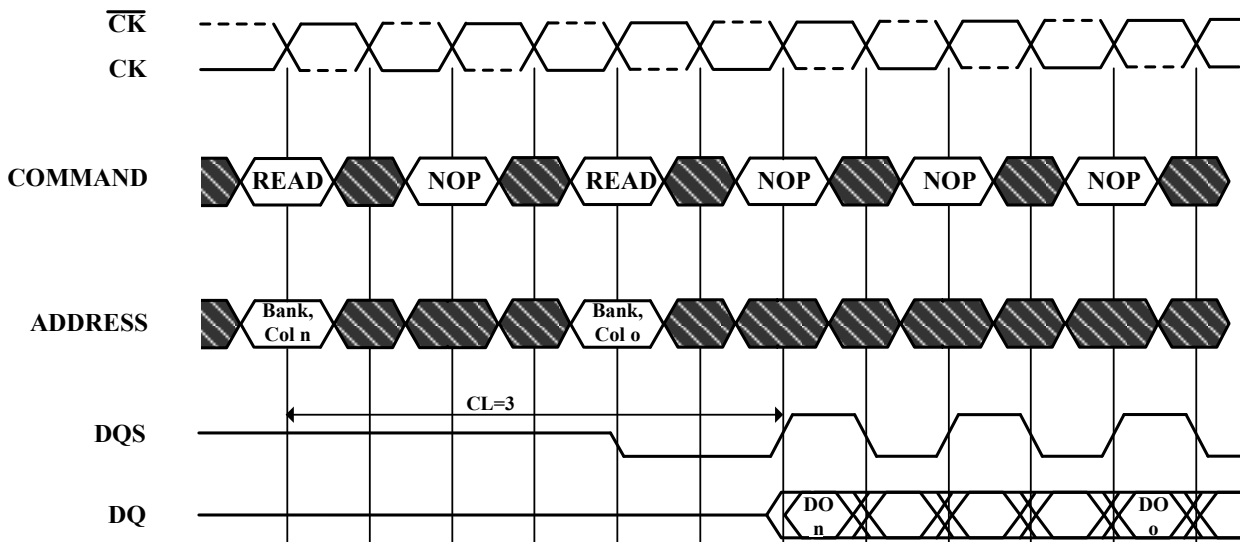 CK
CK
COMMAND READ NOP READ NOP NOP NOP
ADDRESS Bank, Col n Bank, Col o
CL=3
DQS
DQ DO n DO o